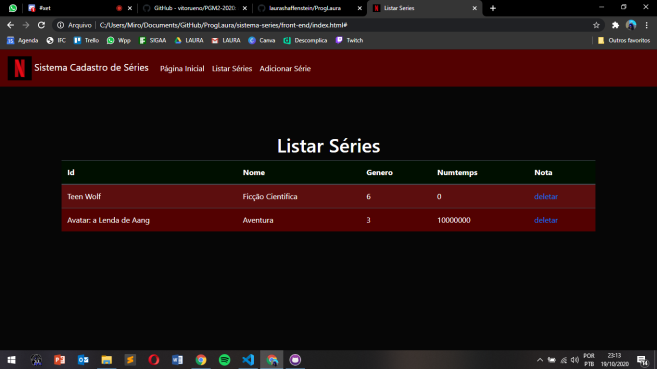 #set
GitHub - vitorueno/PGM2-2020:
laurashaffenstein/ProgLaura
Listar Series
Arquivo
C:/Users/Miro/Documents/GitHub/ProgLaura/sistema-series/front-end/index.html#
Agenda IFC Trello Wpp SIGAA LAURA LAURA Canva Descomplica Twitch Outros favoritos
Sistema Cadastro de Séries Página Inicial Listar Séries Adicionar Série
Listar Séries
Id Nome Genero Numtemps Nota
Teen Wolf Ficção Científica 6 0 deletar
Avatar: a Lenda de Aang Aventura 3 10000000 deletar
POR 23:13
PTB 19/10/2020